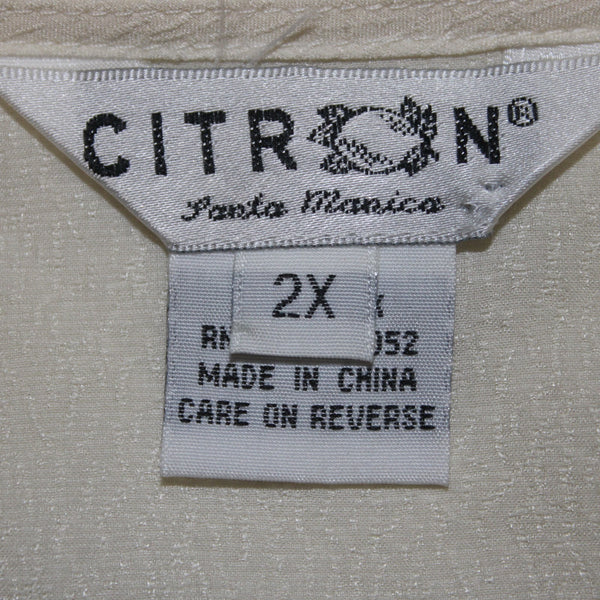 CITRON®
Santa Monica
2X
RN 052
MADE IN CHINA
CARE ON REVERSE